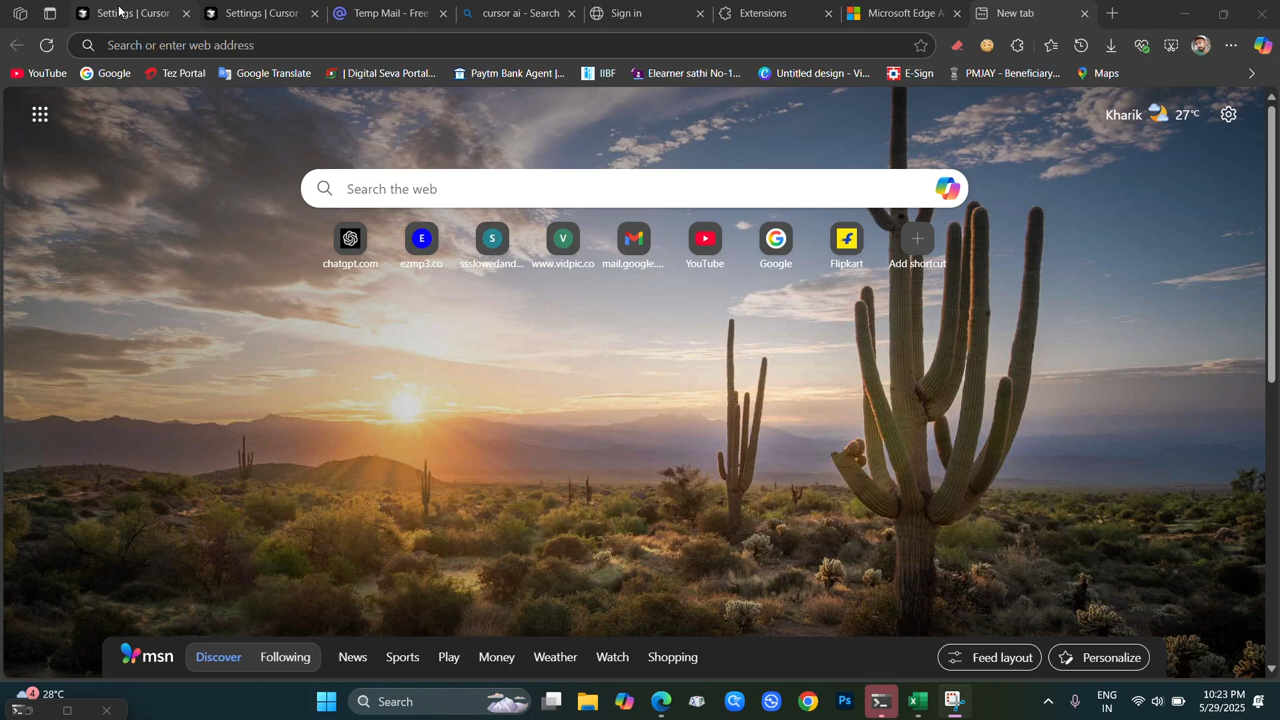 Settings | Cursor
Settings | Cursor
Temp Mail - Free
cursor ai - Search
Sign in
Extensions
Microsoft Edge A
New tab
Search or enter web address
YouTube
Google
Tez Portal
Google Translate
| Digital Seva Portal...
Paytm Bank Agent |...
IIBF
Elearner sathi No-1...
Untitled design - Vi...
E-Sign
PMJAY - Beneficiary...
Maps
Kharik 27°C
Search the web
chatgpt.com
E
ezmp3.co
S
ssslowedand...
V
www.vidpic.co
mail.google....
YouTube
Google
Flipkart
Add shortcut
msn
Discover
Following
News
Sports
Play
Money
Weather
Watch
Shopping
Feed layout
Personalize
4
28°C
Search
Ps
ENG
IN
10:23 PM
5/29/2025